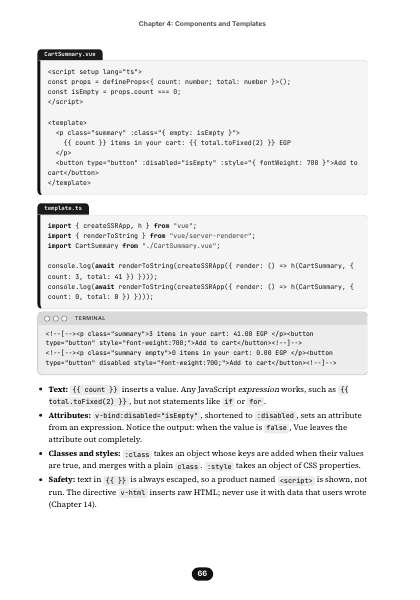 Chapter 4: Components and Templates
CartSummary.vue
<script setup lang="ts">
const props = defineProps<{ count: number; total: number }>();
const isEmpty = props.count === 0;
</script>
<template>
<p class="summary" :class="{ empty: isEmpty }">
{{ count }} items in your cart: {{ total.toFixed(2) }} EGP
</p>
<button type="button" :disabled="isEmpty" :style="{ fontWeight: 700 }">Add to
cart</button>
</template>
template.ts
import { createSSRApp, h } from "vue";
import { renderToString } from "vue/server-renderer";
import CartSummary from "./CartSummary.vue";
console.log(await renderToString(createSSRApp({ render: () => h(CartSummary, {
count: 3, total: 41 }) })));
console.log(await renderToString(createSSRApp({ render: () => h(CartSummary, {
count: 0, total: 0 }) })));
TERMINAL
<!--[--><p class="summary">3 items in your cart: 41.00 EGP </p><button
type="button" style="font-weight:700;">Add to cart</button><!--]-->
<!--[--><p class="summary empty">0 items in your cart: 0.00 EGP </p><button
type="button" disabled style="font-weight:700;">Add to cart</button><!--]-->
• Text: {{ count }} inserts a value. Any JavaScript expression works, such as {{
total.toFixed(2) }}, but not statements like if or for.
• Attributes: v-bind:disabled="isEmpty", shortened to :disabled, sets an attribute
from an expression. Notice the output: when the value is false, Vue leaves the
attribute out completely.
• Classes and styles: :class takes an object whose keys are added when their values
are true, and merges with a plain class. :style takes an object of CSS properties.
• Safety: text in {{ }} is always escaped, so a product named <script> is shown, not
run. The directive v-html inserts raw HTML; never use it with data that users wrote
(Chapter 14).
66